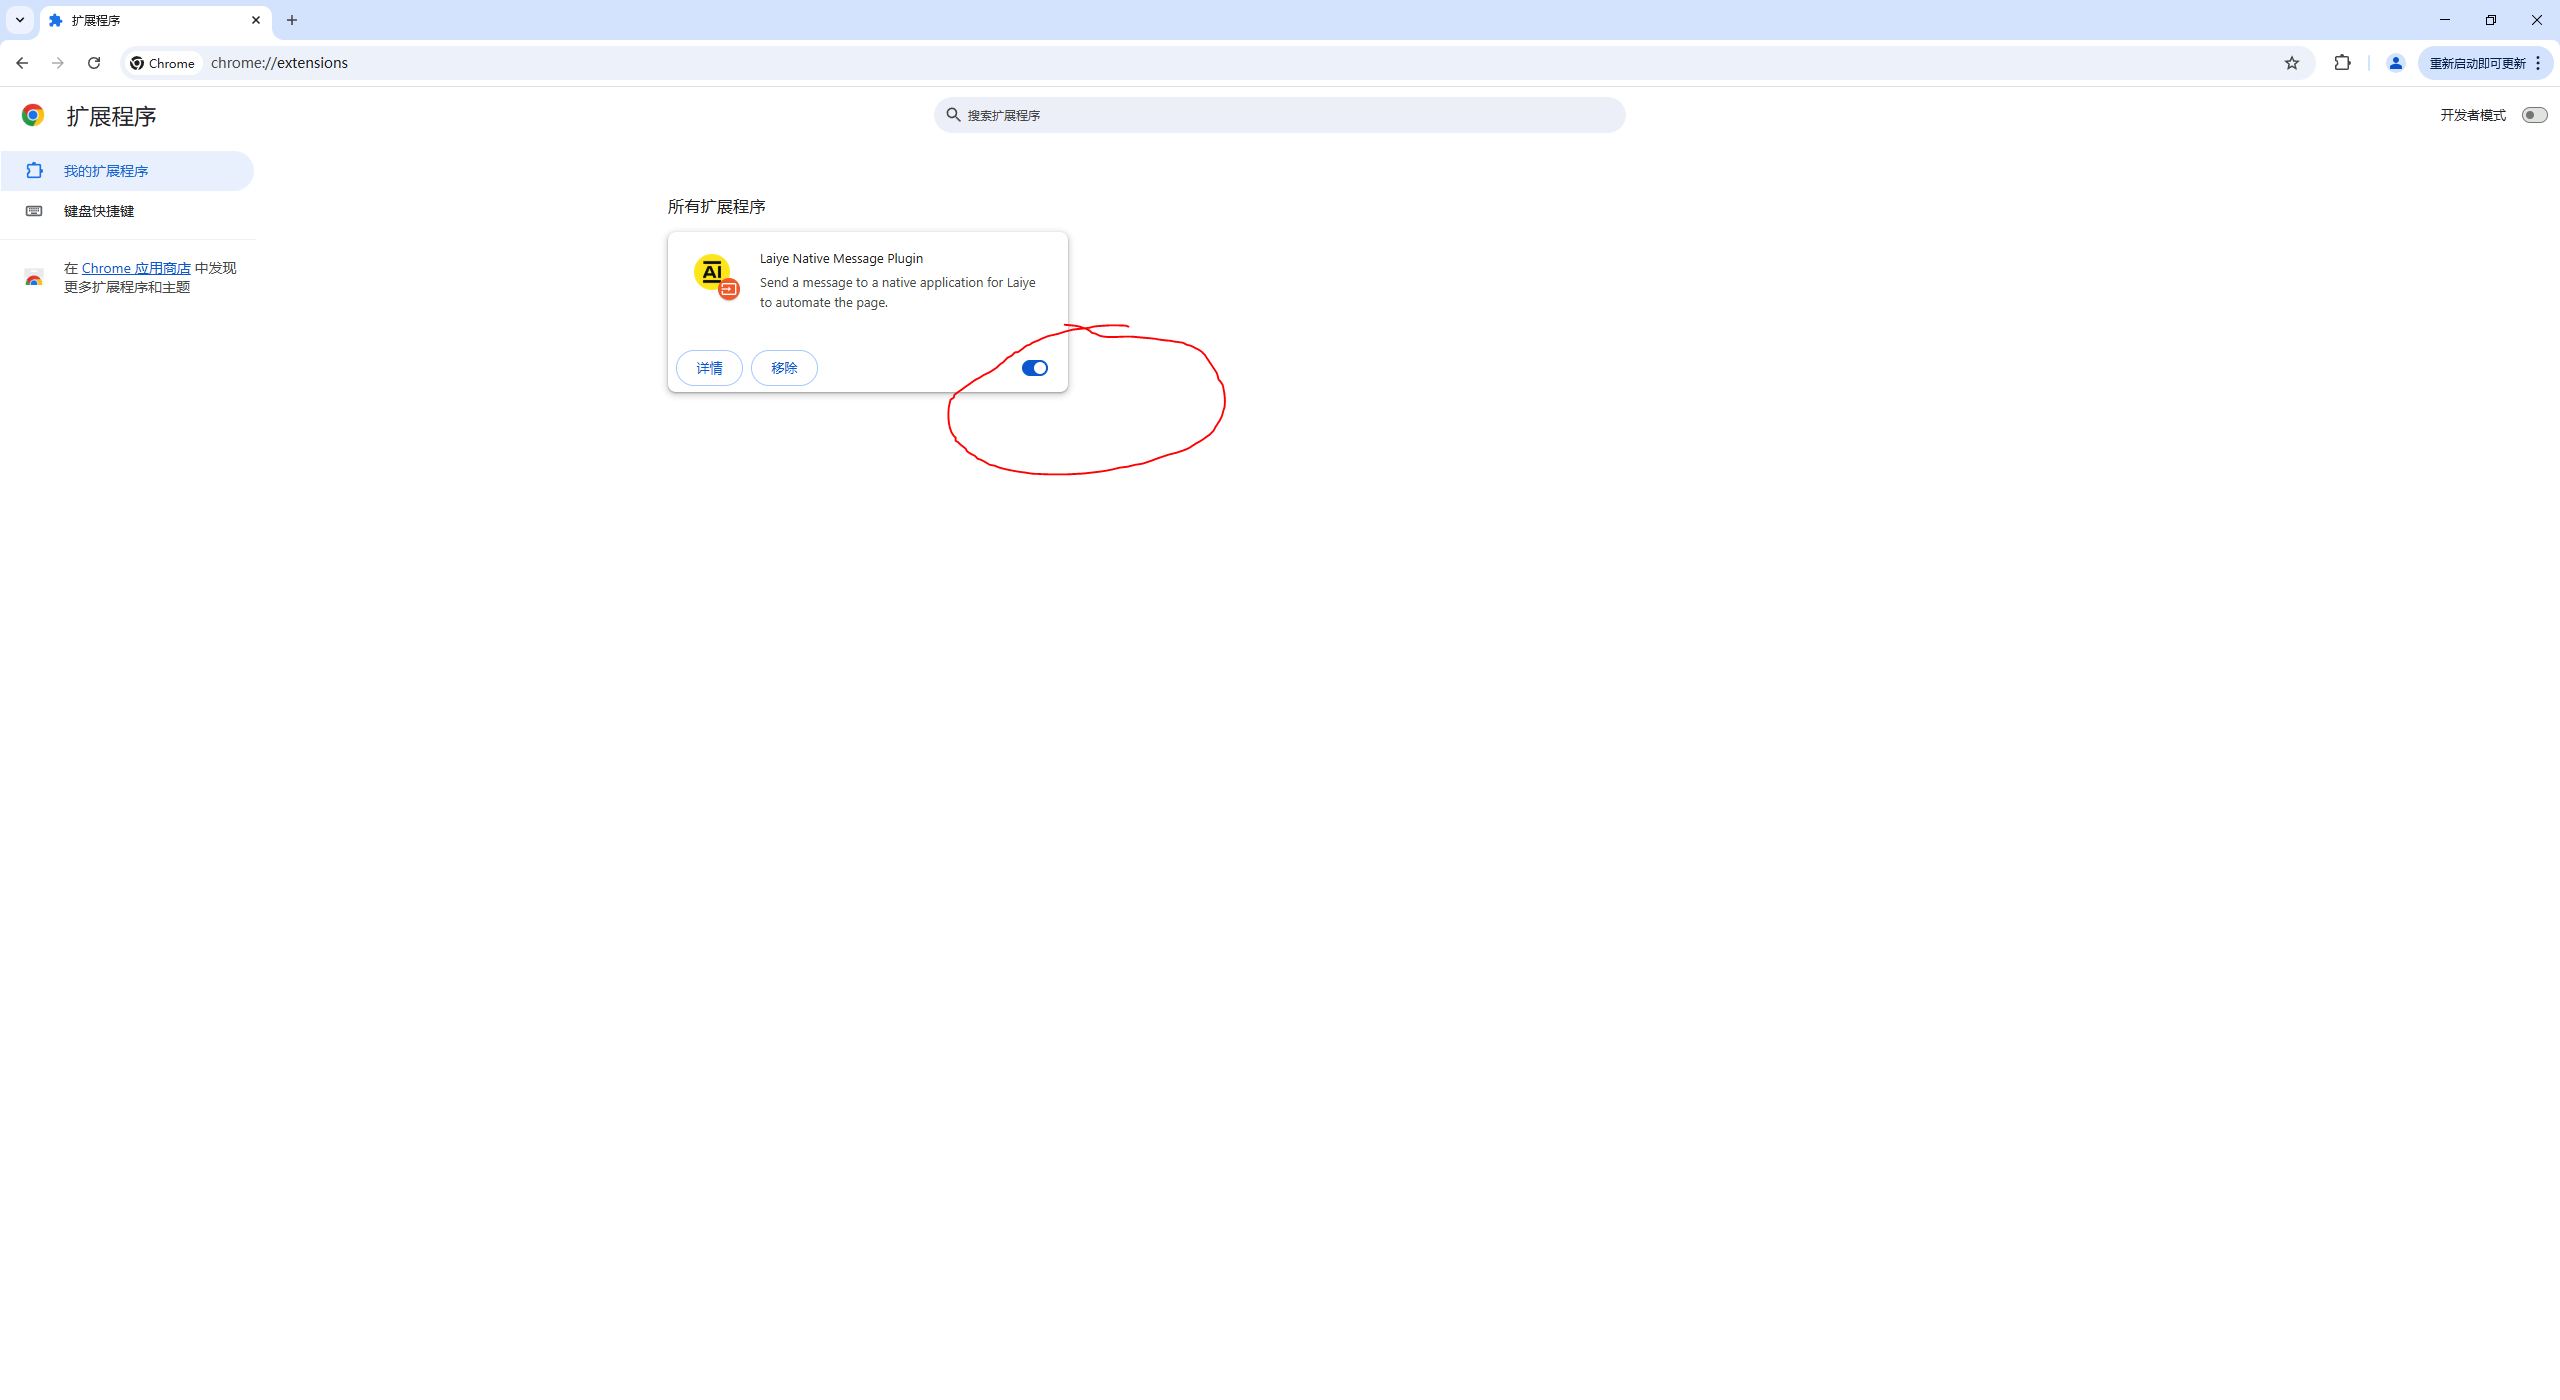 扩展程序
Chrome
chrome://extensions
重新启动即可更新
扩展程序
搜索扩展程序
开发者模式
我的扩展程序
键盘快捷键
在 Chrome 应用商店 中发现
更多扩展程序和主题
所有扩展程序
AI
Laiye Native Message Plugin
Send a message to a native application for Laiye
to automate the page.
详情
移除